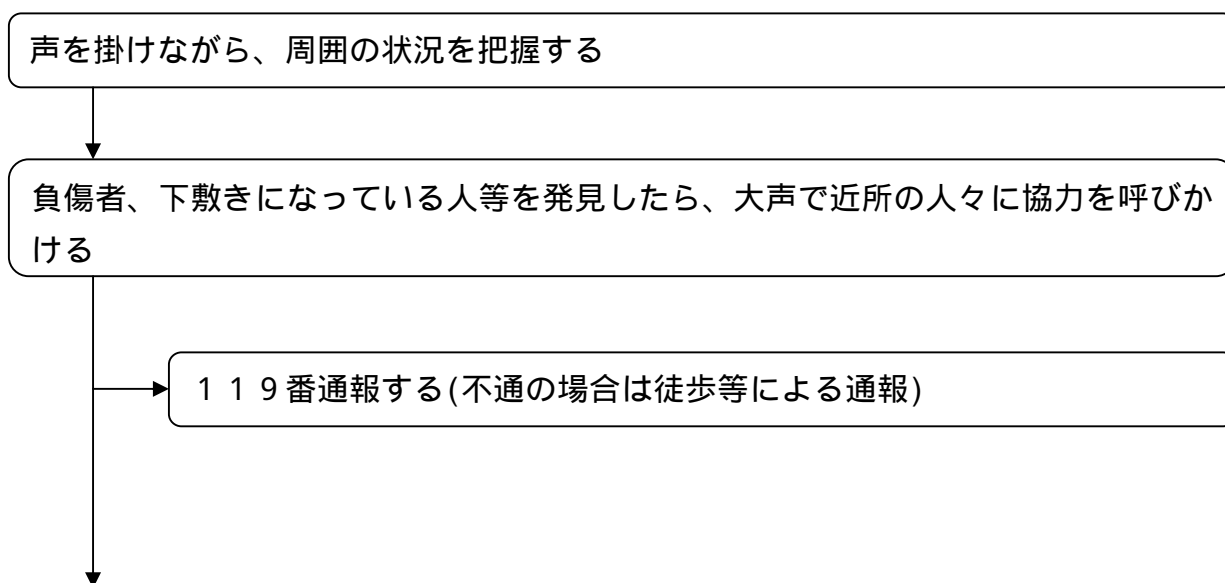 声を掛けながら、周囲の状況を把握する
負傷者、下敷きになっている人等を発見したら、大声で近所の人々に協力を呼びか
ける
１１９番通報する(不通の場合は徒歩等による通報)